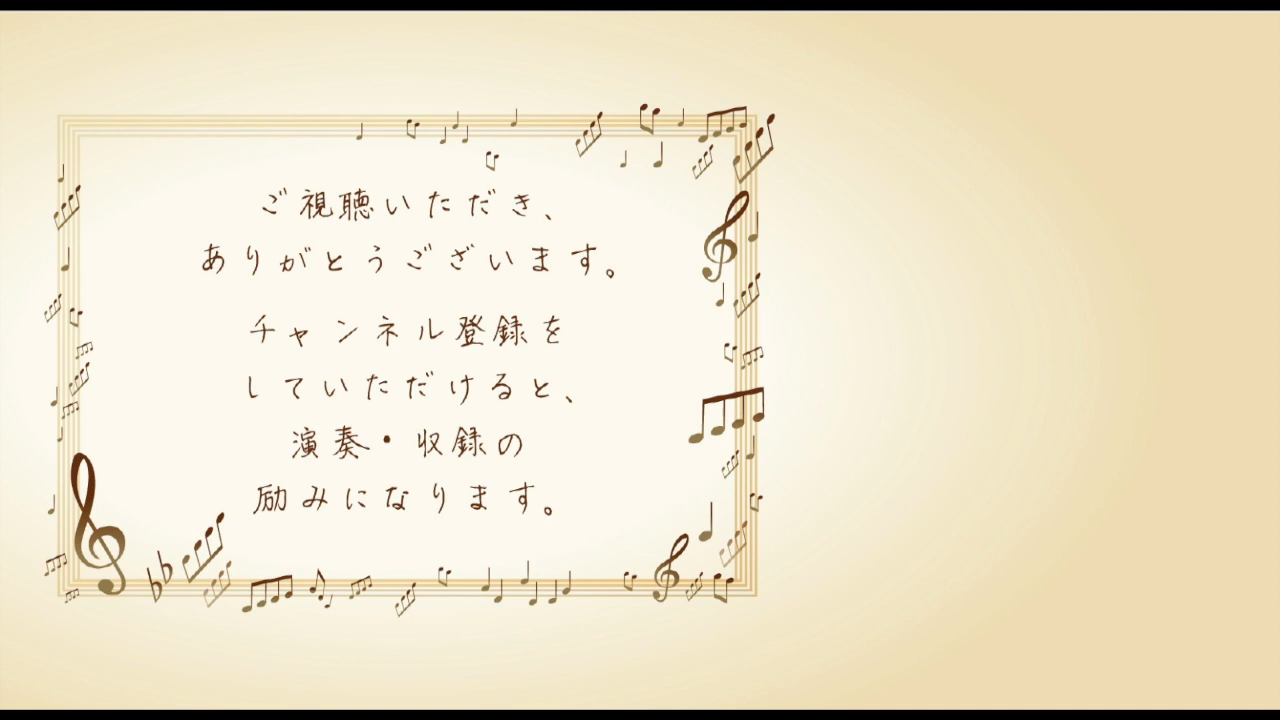 ご視聴いただき、
ありがとうございます。
チャンネル登録を
していただけると、
演奏・収録の
励みになります。